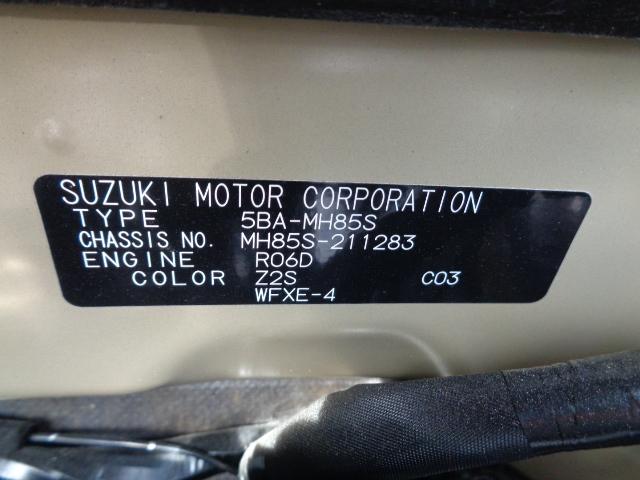 SUZUKI MOTOR CORPORATION
TYPE 5BA-MH85S
CHASSIS NO. MH85S-211283
ENGINE R06D
COLOR Z2S C03
WFXE-4